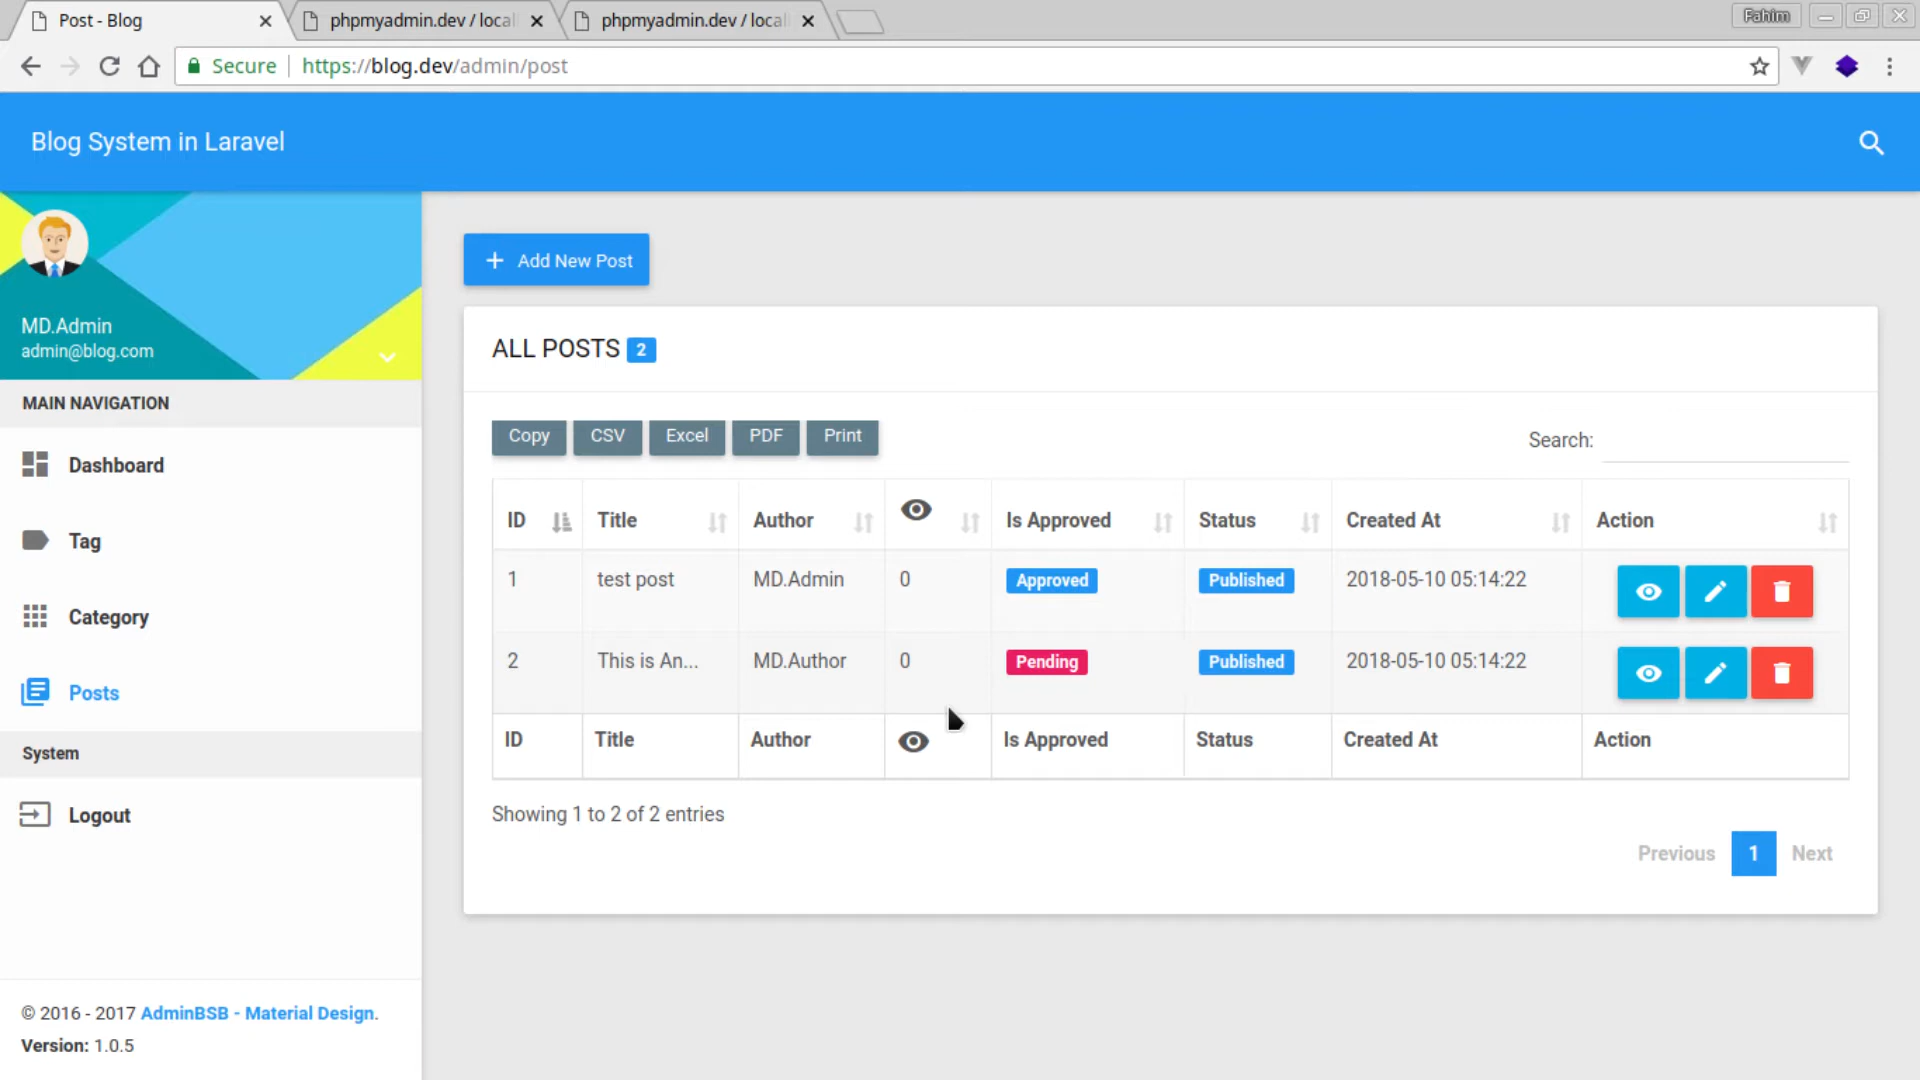 Post - Blog
phpmyadmin.dev / local
phpmyadmin.dev / local
Fahim
Secure
https://blog.dev/admin/post
Blog System in Laravel
MD.Admin
admin@blog.com
MAIN NAVIGATION
Dashboard
Tag
Category
Posts
System
Logout
© 2016 - 2017 AdminBSB - Material Design.
Version: 1.0.5
Add New Post
ALL POSTS 2
Copy CSV Excel PDF Print
Search:
ID Title Author Is Approved Status Created At Action
1 test post MD.Admin 0 Approved Published 2018-05-10 05:14:22
2 This is An... MD.Author 0 Pending Published 2018-05-10 05:14:22
ID Title Author Is Approved Status Created At Action
Showing 1 to 2 of 2 entries
Previous 1 Next